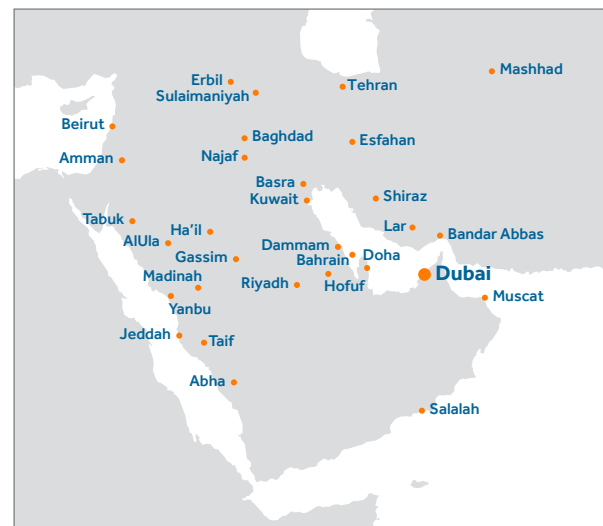 Mashhad
Erbil
Tehran
Sulaimaniyah
Beirut
Baghdad
Esfahan
Amman
Najaf
Basra
Kuwait
Shiraz
Tabuk
Ha'il
Lar
Bandar Abbas
AlUla
Dammam
Gassim
Bahrain
Doha
Dubai
Madinah
Riyadh
Hofuf
Yanbu
Muscat
Jeddah
Taif
Abha
Salalah